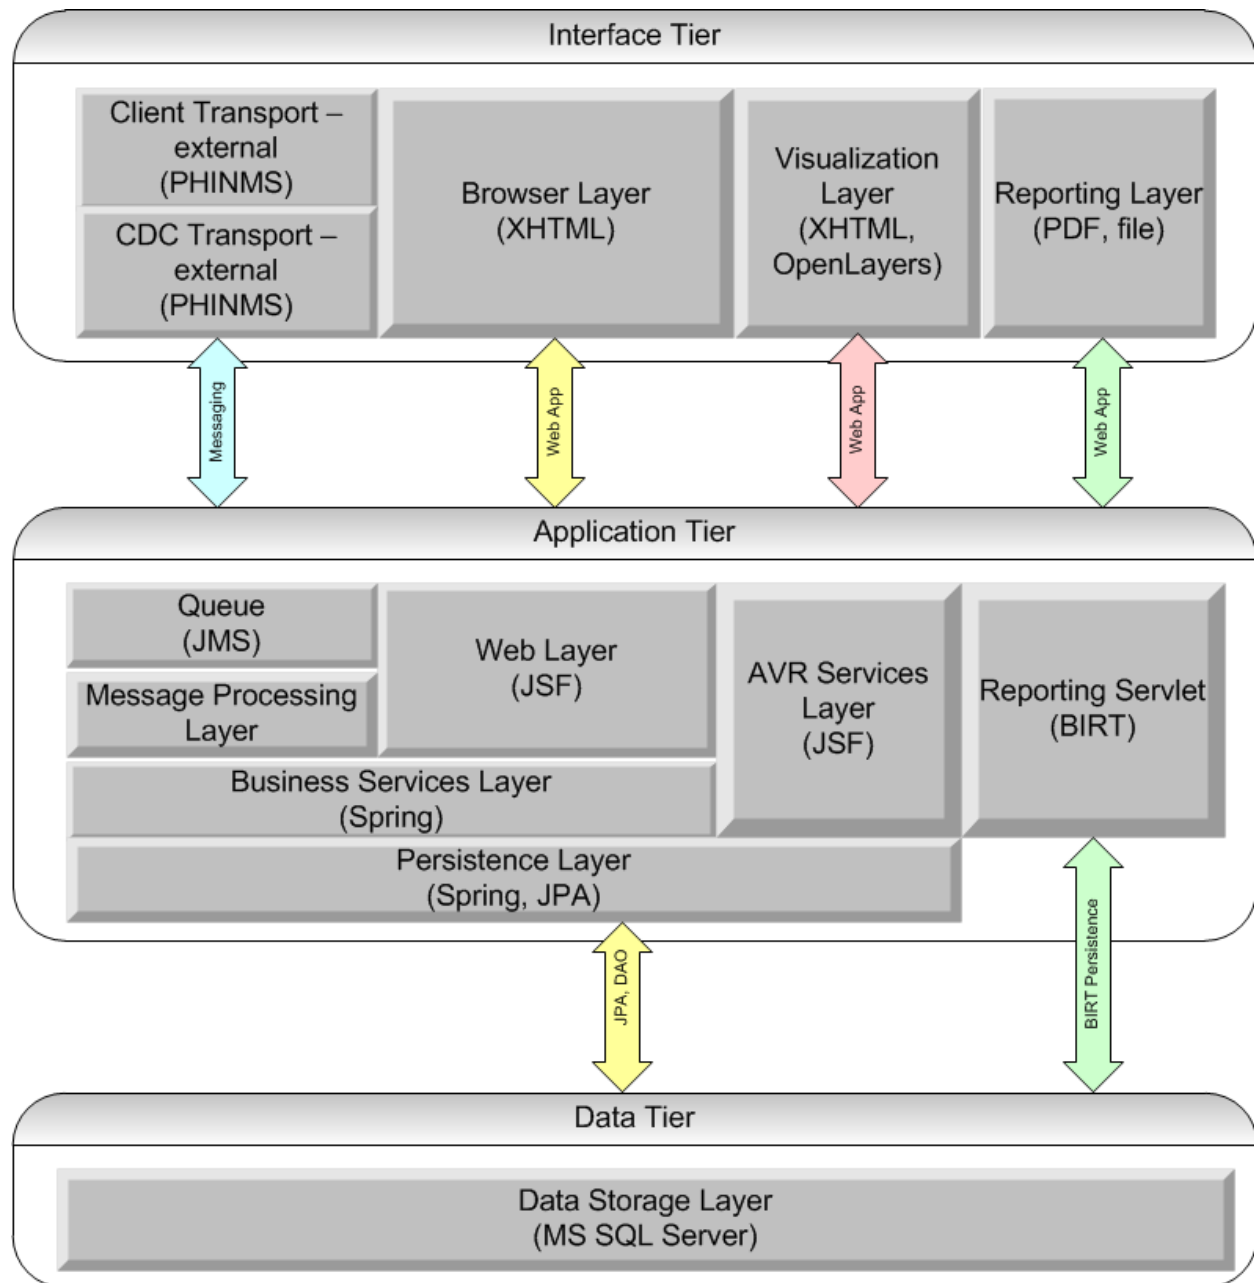 Interface Tier
Client Transport –
external
(PHINMS)
CDC Transport –
external
(PHINMS)
Browser Layer
(XHTML)
Visualization
Layer
(XHTML,
OpenLayers)
Reporting Layer
(PDF, file)
Messaging
Web App
Web App
Web App
Application Tier
Queue
(JMS)
Message Processing
Layer
Web Layer
(JSF)
AVR Services
Layer
(JSF)
Reporting Servlet
(BIRT)
Business Services Layer
(Spring)
Persistence Layer
(Spring, JPA)
JPA, DAO
BIRT Persistence
Data Tier
Data Storage Layer
(MS SQL Server)